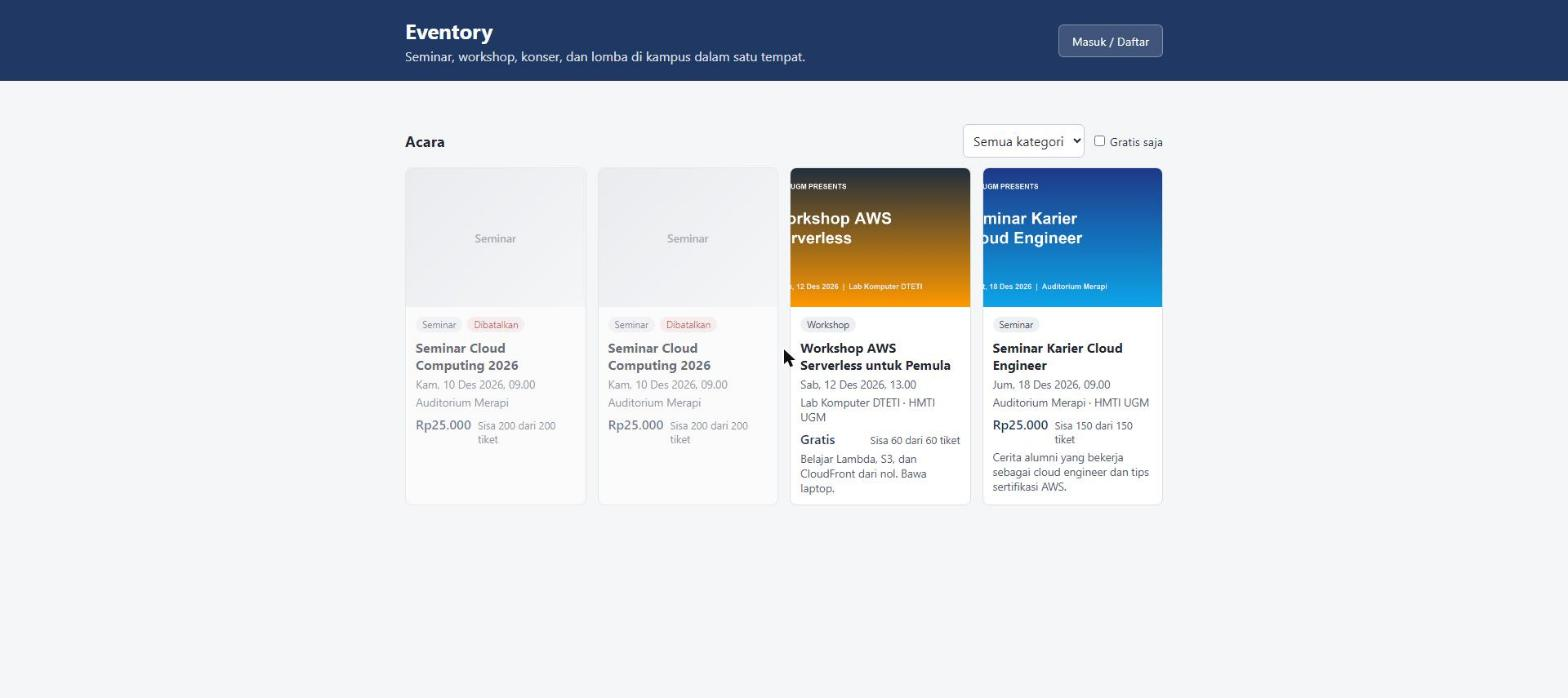 Eventory
Seminar, workshop, konser, dan lomba di kampus dalam satu tempat.
Masuk / Daftar
Acara
Semua kategori
Gratis saja
Seminar
Seminar
Dibatalkan
Seminar Cloud
Computing 2026
Kam, 10 Des 2026, 09.00
Auditorium Merapi
Rp25.000
Sisa 200 dari 200
tiket
Seminar
Seminar
Dibatalkan
Seminar Cloud
Computing 2026
Kam, 10 Des 2026, 09.00
Auditorium Merapi
Rp25.000
Sisa 200 dari 200
tiket
UGM PRESENTS
orkshop AWS
rverless
, 12 Des 2026 | Lab Komputer DTETI
Workshop
Workshop AWS
Serverless untuk Pemula
Sab, 12 Des 2026, 13.00
Lab Komputer DTETI · HMTI
UGM
Gratis
Sisa 60 dari 60 tiket
Belajar Lambda, S3, dan
CloudFront dari nol. Bawa
laptop.
UGM PRESENTS
minar Karier
oud Engineer
, 18 Des 2026 | Auditorium Merapi
Seminar
Seminar Karier Cloud
Engineer
Jum, 18 Des 2026, 09.00
Auditorium Merapi · HMTI UGM
Rp25.000
Sisa 150 dari 150
tiket
Cerita alumni yang bekerja
sebagai cloud engineer dan tips
sertifikasi AWS.